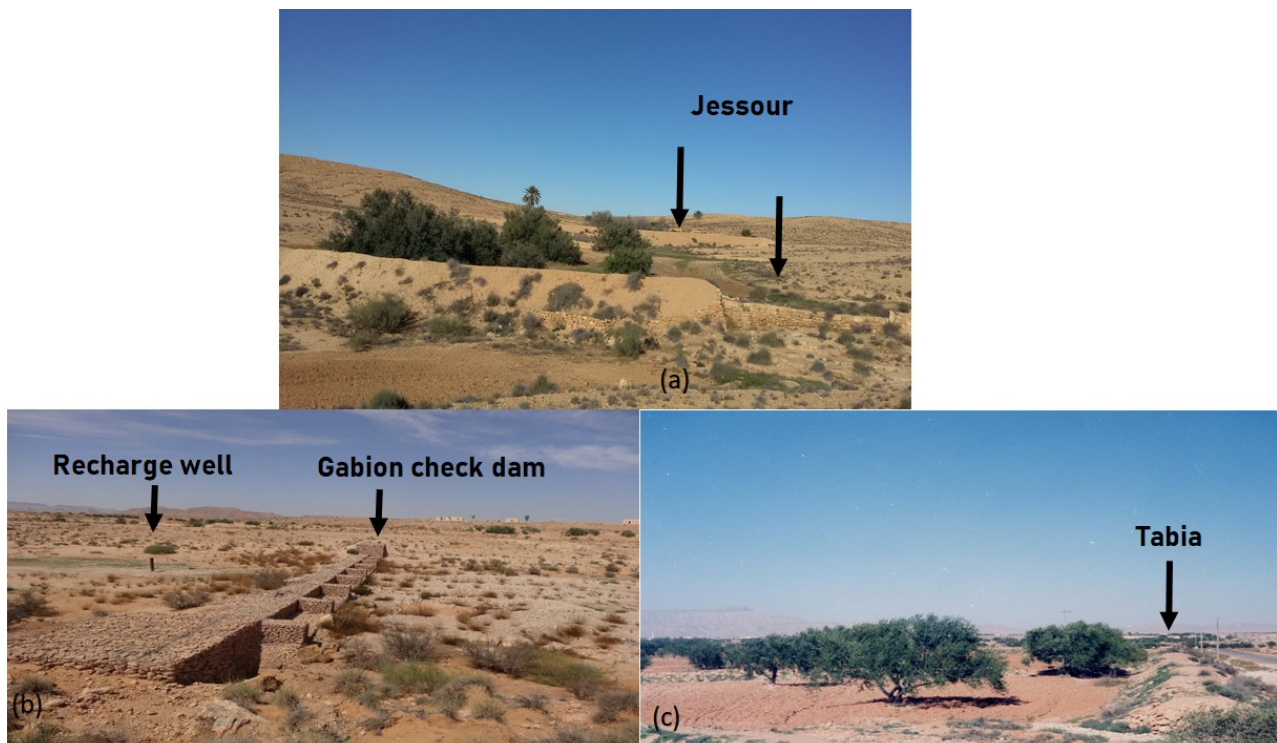 Jessour
(a)
Recharge well
Gabion check dam
(b)
Tabia
(c)